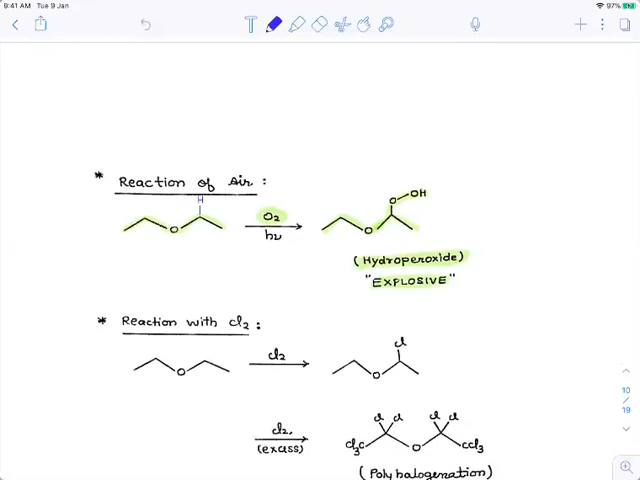 9:41 AM Tue 9 Jan
97%
* Reaction of air :
H
O
O2
hν
O
O-OH
(Hydroperoxide)
"EXPLOSIVE"
* Reaction with Cl2 :
O
Cl2
Cl
O
Cl2
(excess)
Cl Cl Cl Cl
Cl3C O CCl3
(Polyhalogenation)
10
/
19